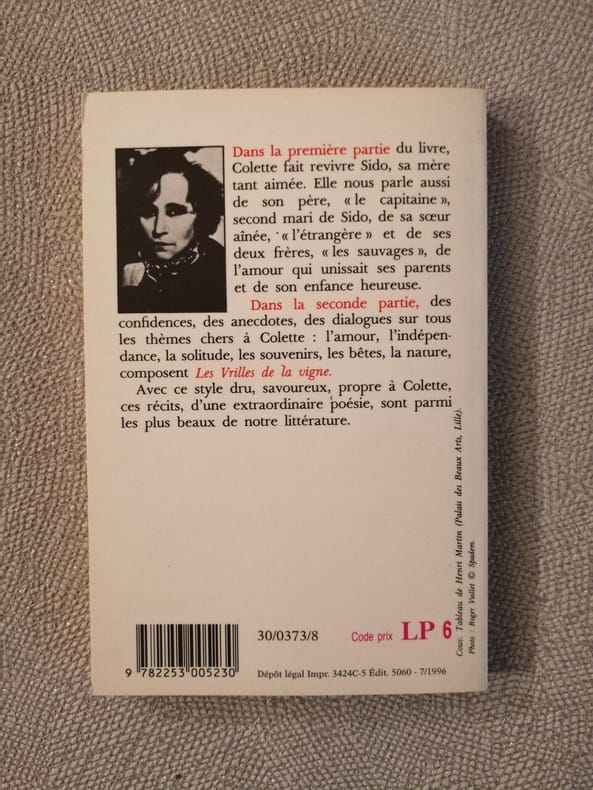 Dans la première partie du livre,
Colette fait revivre Sido, sa mère
tant aimée. Elle nous parle aussi
de son père, « le capitaine »,
second mari de Sido, de sa sœur
aînée, « l'étrangère » et de ses
deux frères, « les sauvages », de
l'amour qui unissait ses parents
et de son enfance heureuse.
Dans la seconde partie, des
confidences, des anecdotes, des dialogues sur tous
les thèmes chers à Colette : l'amour, l'indépen-
dance, la solitude, les souvenirs, les bêtes, la nature,
composent Les Vrilles de la vigne.
Avec ce style dru, savoureux, propre à Colette,
ces récits, d'une extraordinaire poésie, sont parmi
les plus beaux de notre littérature.
Couv. Tableau de Henri Martin (Palais des Beaux Arts, Lille).
Photo : Roger Viollet © Spadem.
30/0373/8
Code prix LP 6
9 782253 005230
Dépôt légal Impr. 3424C-5 Édit. 5060 - 7/1996